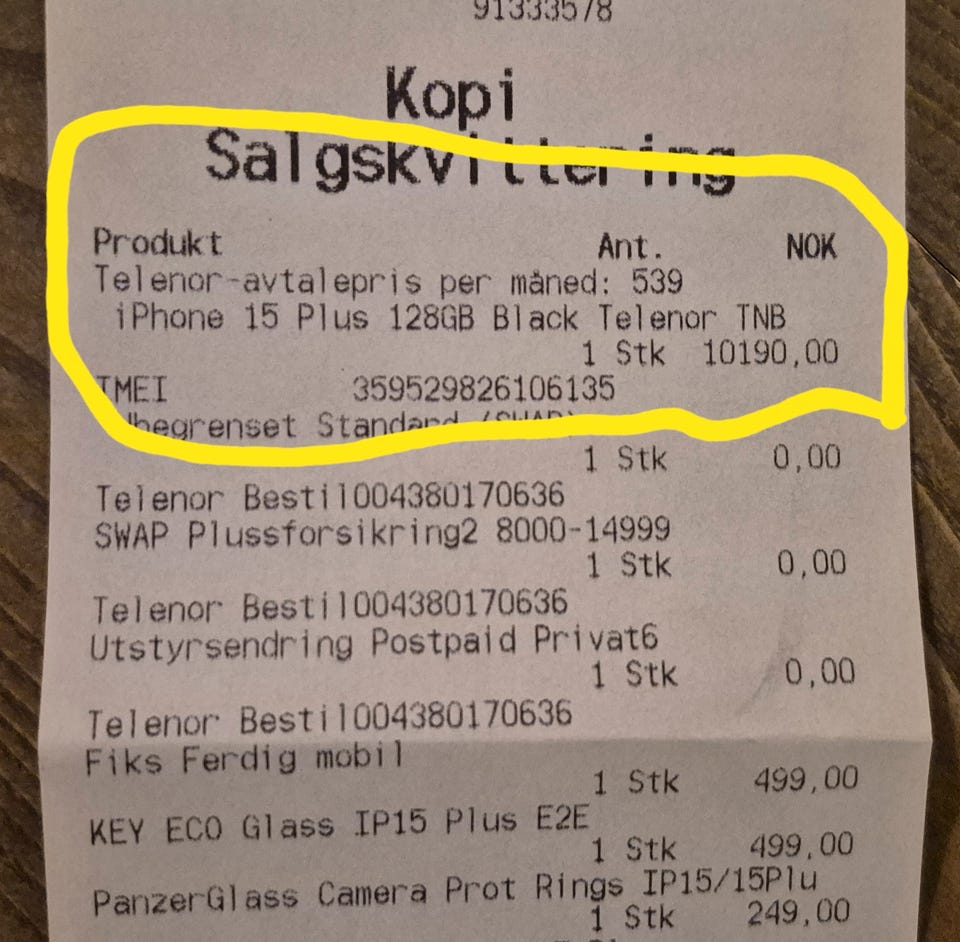 91333578
Kopi
Salgskvittering
Produkt Ant. NOK
Telenor-avtalepris per måned: 539
iPhone 15 Plus 128GB Black Telenor TNB
1 Stk 10190,00
IMEI 359529826106135
Ubegrenset Standard (SWAP)
1 Stk 0,00
Telenor Bestil004380170636
SWAP Plussforsikring2 8000-14999
1 Stk 0,00
Telenor Bestil004380170636
Utstyrsendring Postpaid Privat6
1 Stk 0,00
Telenor Bestil004380170636
Fiks Ferdig mobil
1 Stk 499,00
KEY ECO Glass IP15 Plus E2E
1 Stk 499,00
PanzerGlass Camera Prot Rings IP15/15Plu
1 Stk 249,00